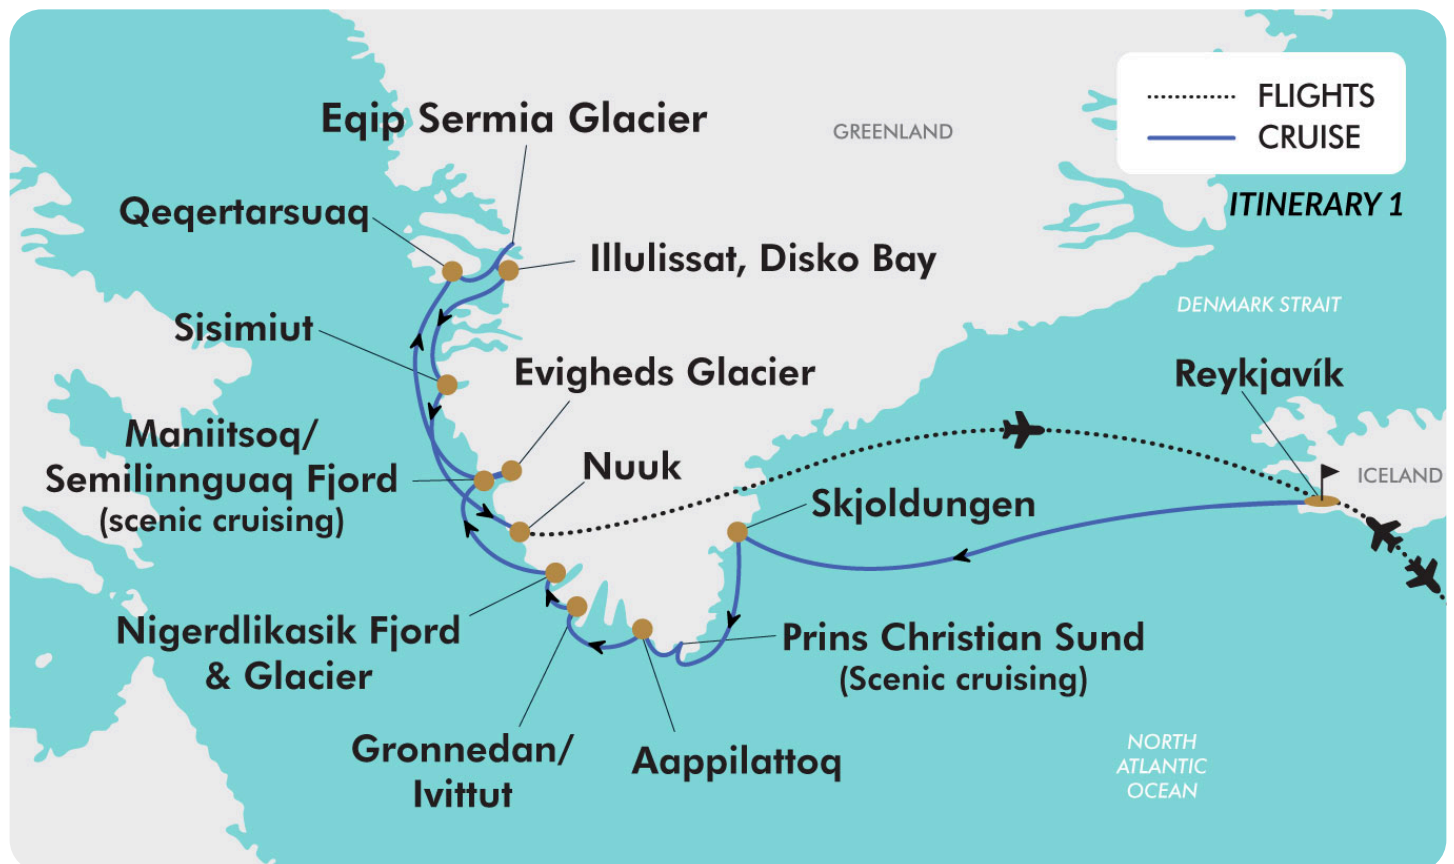 FLIGHTS
CRUISE
ITINERARY 1
Eqip Sermia Glacier
GREENLAND
Qeqertarsuaq
Illulissat, Disko Bay
DENMARK STRAIT
Sisimiut
Evigheds Glacier
Reykjavík
Maniitsoq/
Semilinnguaq Fjord
(scenic cruising)
Nuuk
ICELAND
Skjoldungen
Nigerdlikasik Fjord
& Glacier
Prins Christian Sund
(Scenic cruising)
Gronnedan/
Ivittut
Aappilattoq
NORTH
ATLANTIC
OCEAN